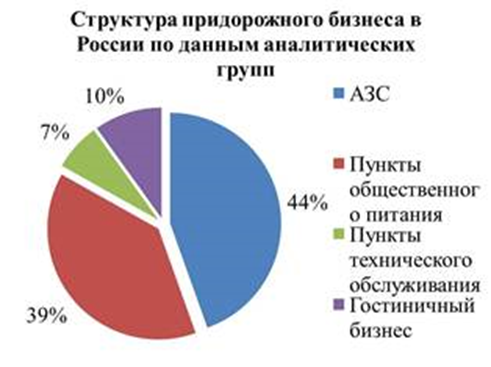 Структура придорожного бизнеса в
России по данным аналитических
групп
10%
7%
44%
39%
АЗС
Пункты
общественног
о питания
Пункты
технического
обслуживания
Гостиничный
бизнес